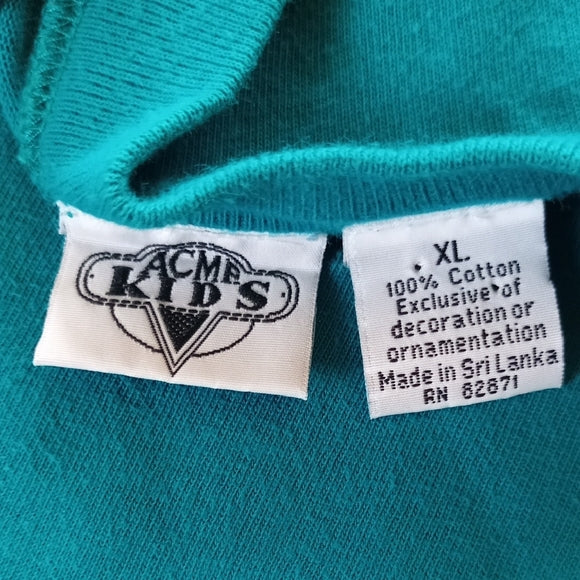 ACME
KIDS
XL
100% Cotton
Exclusive of
decoration or
ornamentation
Made in Sri Lanka
RN 82871